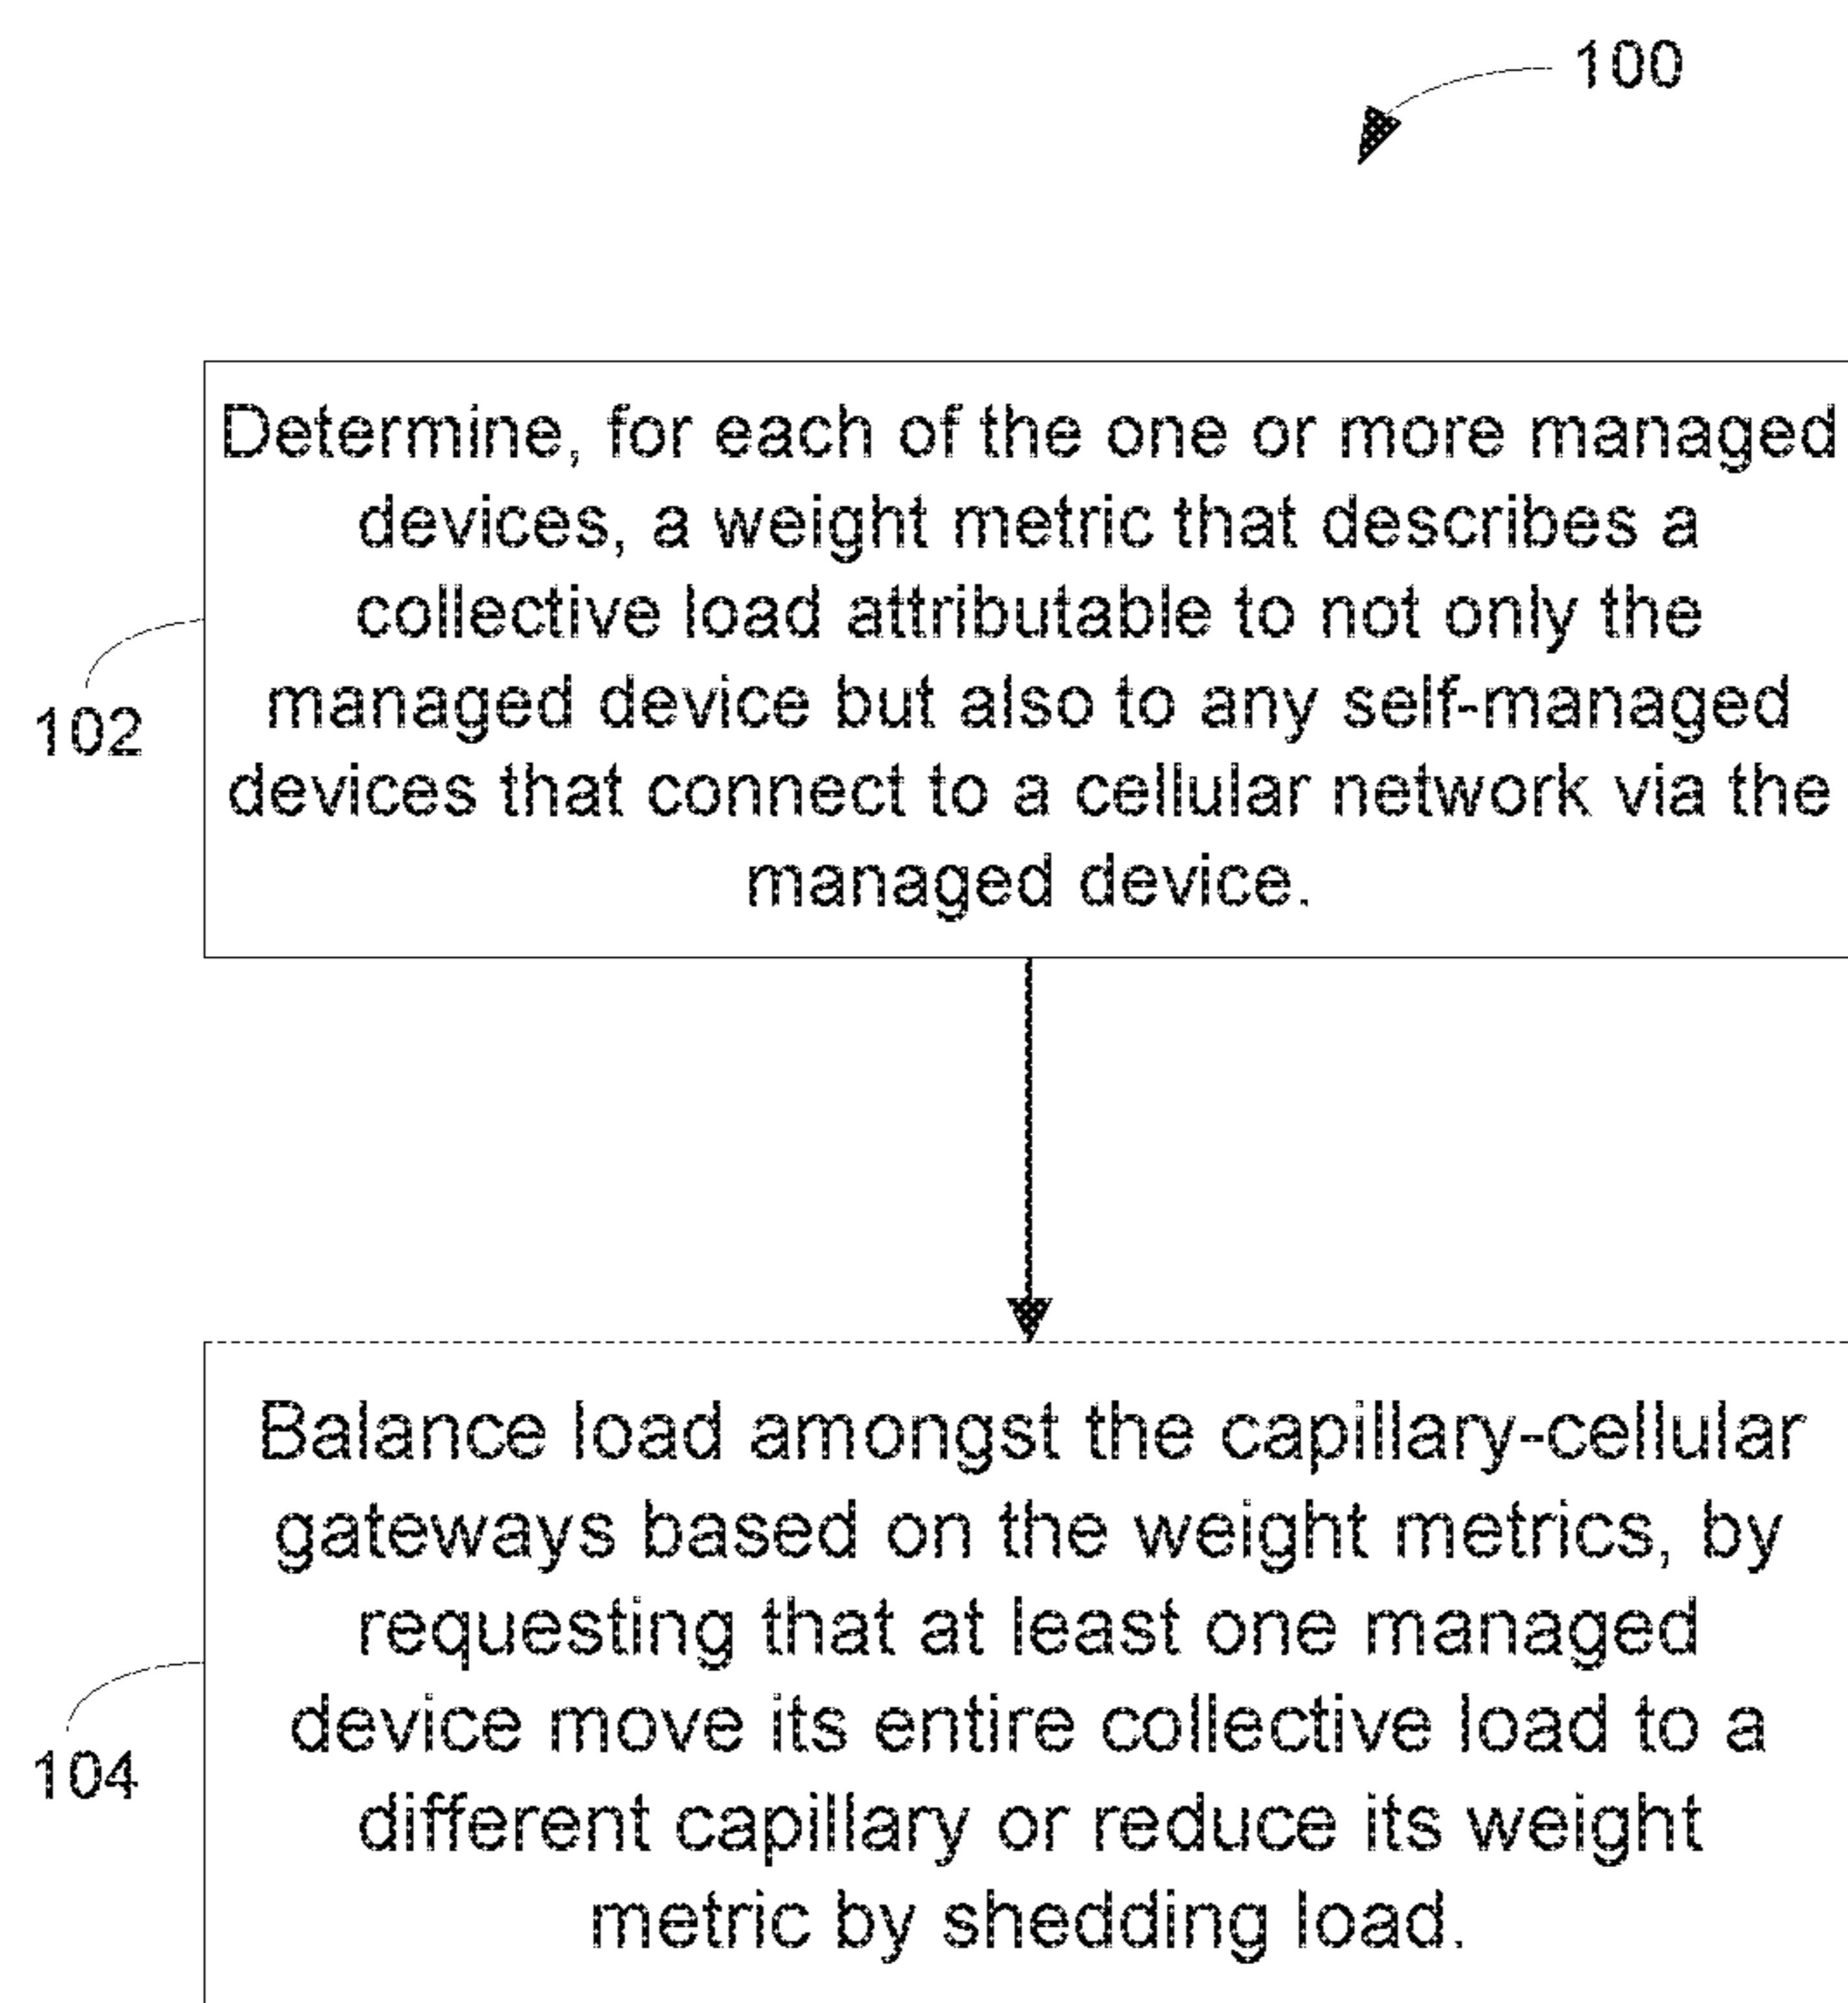 100
Determine, for each of the one or more managed
devices, a weight metric that describes a
collective load attributable to not only the
managed device but also to any self-managed
devices that connect to a cellular network via the
managed device.
102
Balance load amongst the capillary-cellular
gateways based on the weight metrics, by
requesting that at least one managed
device move its entire collective load to a
different capillary or reduce its weight
metric by shedding load.
104